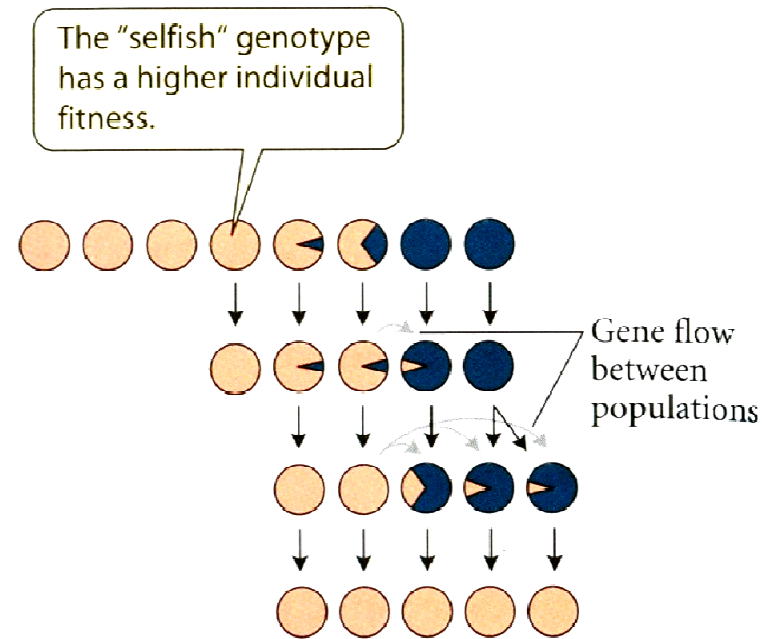 The "selfish" genotype
has a higher individual
fitness.
Gene flow
between
populations